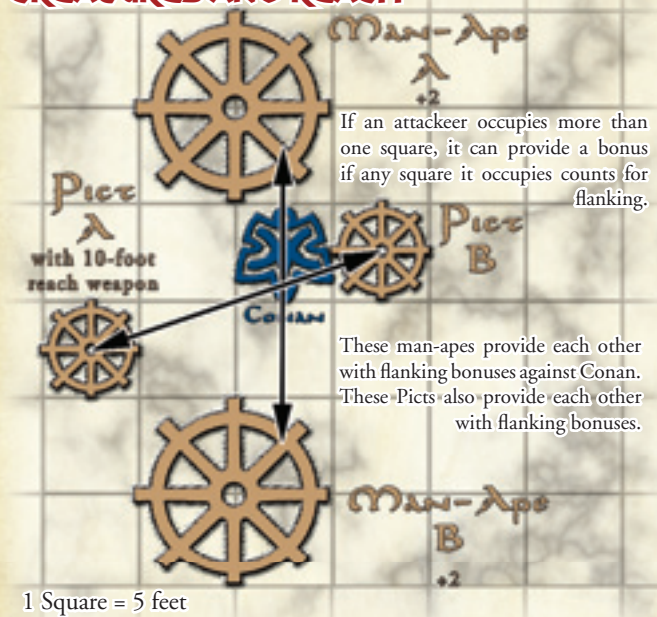 Man-Ape
A
+2
If an attackeer occupies more than
one square, it can provide a bonus
if any square it occupies counts for
flanking.
Pict
A
with 10-foot
reach weapon
Pict
B
Conan
These man-apes provide each other
with flanking bonuses against Conan.
These Picts also provide each other
with flanking bonuses.
Man-Ape
B
+2
1 Square = 5 feet